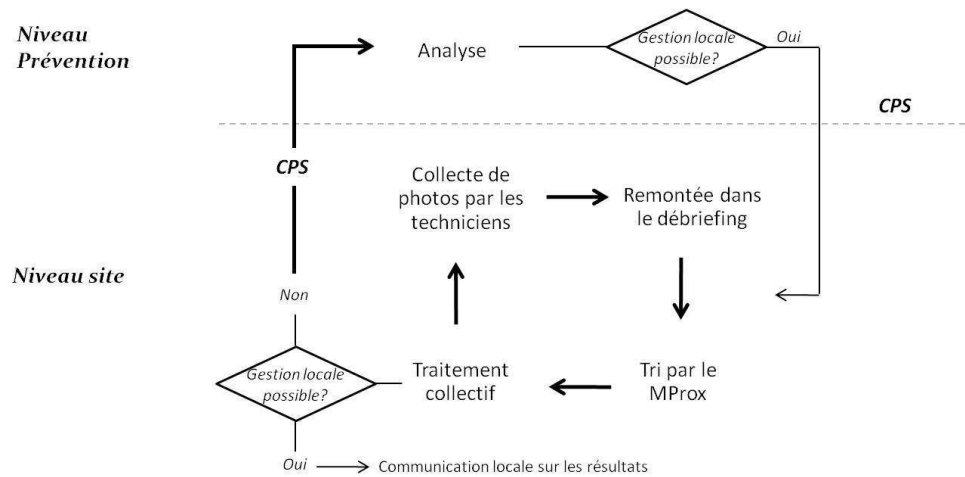 Niveau
Prévention
Analyse
Gestion locale
possible?
Oui
CPS
CPS
Collecte de
photos par les
techniciens
Remontée dans
le débriefing
Niveau site
Non
Gestion locale
possible?
Traitement
collectif
Tri par le
MProx
Oui
Communication locale sur les résultats